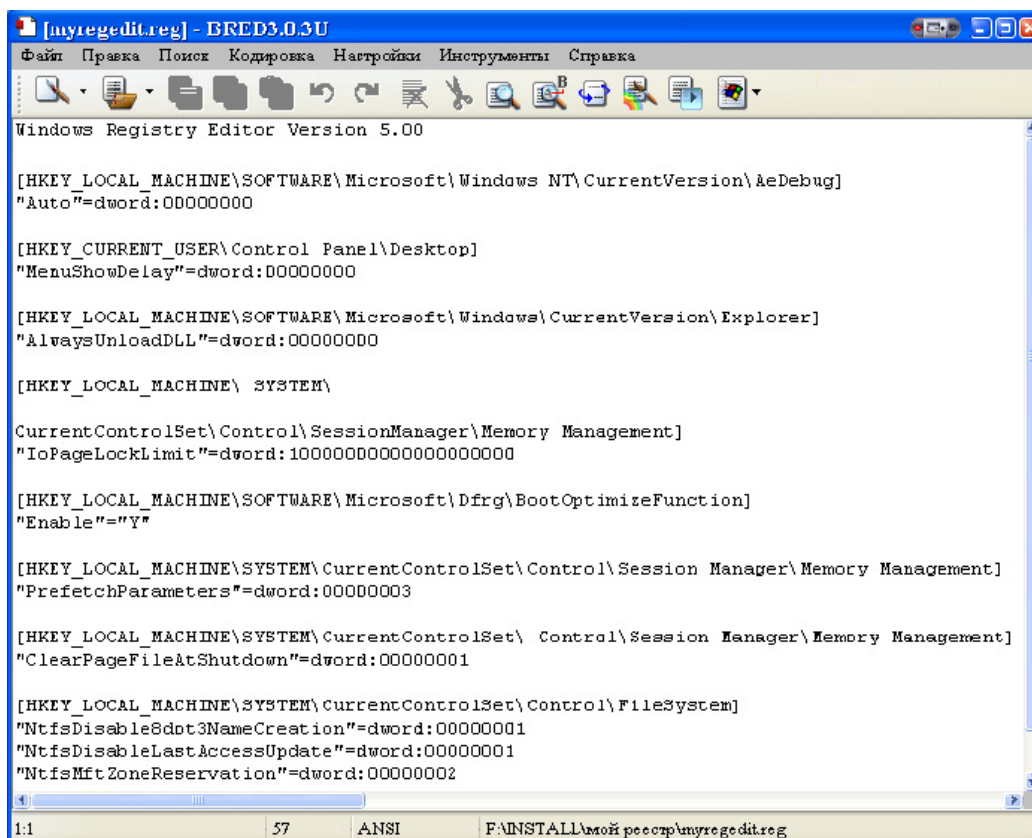 [myregedit.reg] - BRED3.0.3U
Файл Правка Поиск Кодировка Настройки Инструменты Справка
B
Windows Registry Editor Version 5.00
[HKEY_LOCAL_MACHINE\SOFTWARE\Microsoft\Windows NT\CurrentVersion\AeDebug]
"Auto"=dword:00000000
[HKEY_CURRENT_USER\Control Panel\Desktop]
"MenuShowDelay"=dword:00000000
[HKEY_LOCAL_MACHINE\SOFTWARE\Microsoft\Windows\CurrentVersion\Explorer]
"AlwaysUnloadDLL"=dword:00000000
[HKEY_LOCAL_MACHINE\ SYSTEM\
CurrentControlSet\Control\SessionManager\Memory Management]
"IoPageLockLimit"=dword:1000000000000000000
[HKEY_LOCAL_MACHINE\SOFTWARE\Microsoft\Dfrg\BootOptimizeFunction]
"Enable"="Y"
[HKEY_LOCAL_MACHINE\SYSTEM\CurrentControlSet\Control\Session Manager\Memory Management]
"PrefetchParameters"=dword:00000003
[HKEY_LOCAL_MACHINE\SYSTEM\CurrentControlSet\ Control\Session Manager\Memory Management]
"ClearPageFileAtShutdown"=dword:00000001
[HKEY_LOCAL_MACHINE\SYSTEM\CurrentControlSet\Control\FileSystem]
"NtfsDisable8dot3NameCreation"=dword:00000001
"NtfsDisableLastAccessUpdate"=dword:00000001
"NtfsMftZoneReservation"=dword:00000002
1:1 57 ANSI F:\INSTALL\мой реестр\myregedit.reg